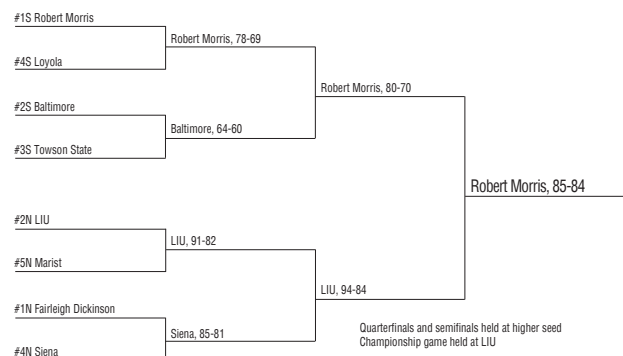 #1S Robert Morris
Robert Morris, 78-69
#4S Loyola
Robert Morris, 80-70
#2S Baltimore
Baltimore, 64-60
#3S Towson State
Robert Morris, 85-84
#2N LIU
LIU, 91-82
#5N Marist
LIU, 94-84
#1N Fairleigh Dickinson
Siena, 85-81
#4N Siena
Quarterfinals and semifinals held at higher seed
Championship game held at LIU